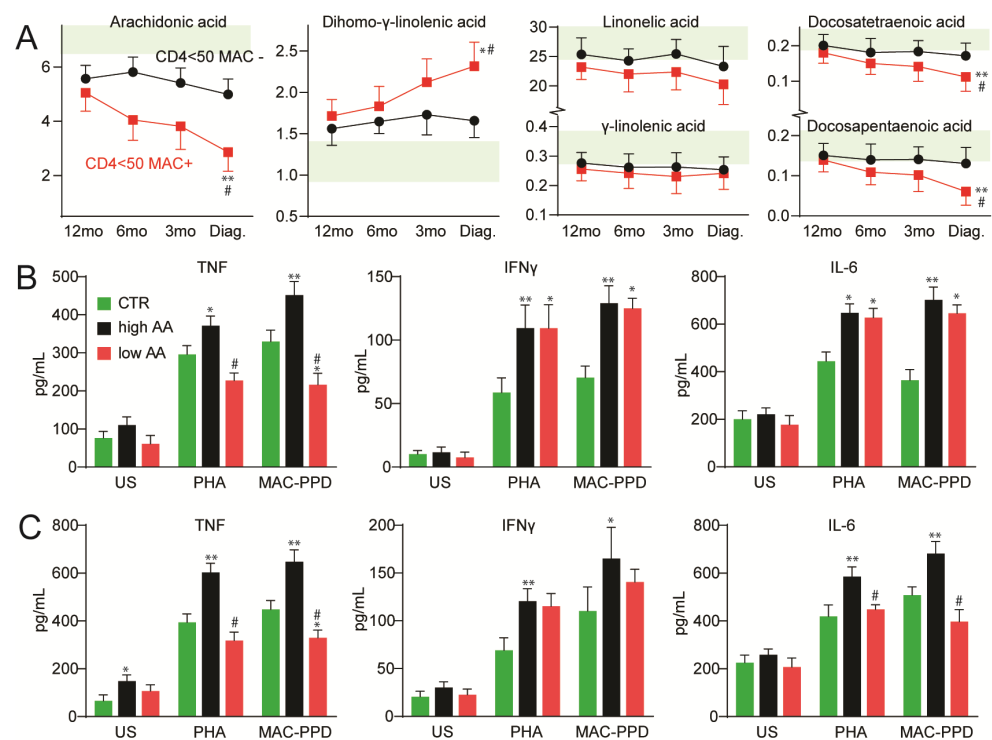 A
Arachidonic acid
6
4
2
CD4<50 MAC -
CD4<50 MAC+
**
#
12mo 6mo 3mo Diag.
Dihomo-γ-linolenic acid
2.5
2.0
1.5
1.0
0.5
*#
12mo 6mo 3mo Diag.
Linonelic acid
30
25
20
γ-linolenic acid
0.3
0.2
0.1
12mo 6mo 3mo Diag.
Docosatetraenoic acid
0.2
0.1
**
#
Docosapentaenoic acid
0.2
0.1
0.0
**
#
12mo 6mo 3mo Diag.
B
TNF
pg/mL
500
400
300
200
100
0
CTR
high AA
low AA
*
#
**
#
*
US PHA MAC-PPD
IFNγ
pg/mL
150
100
50
0
**
*
**
*
US PHA MAC-PPD
IL-6
pg/mL
800
600
400
200
0
*
*
**
*
US PHA MAC-PPD
C
TNF
pg/mL
800
600
400
200
0
*
**
#
**
#
*
US PHA MAC-PPD
IFNγ
pg/mL
200
150
100
50
0
**
*
US PHA MAC-PPD
IL-6
pg/mL
800
600
400
200
0
**
#
**
#
US PHA MAC-PPD